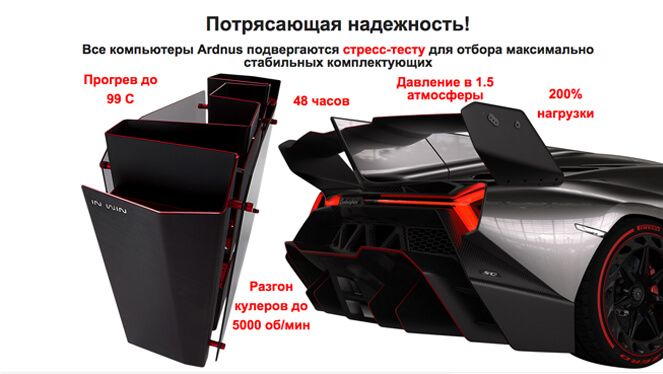 Потрясающая надежность!
Все компьютеры Ardnus подвергаются стресс-тесту для отбора максимально
стабильных комплектующих
Прогрев до
99 С
48 часов
Давление в 1.5
атмосферы
200%
нагрузки
IN WIN
Разгон
кулеров до
5000 об/мин